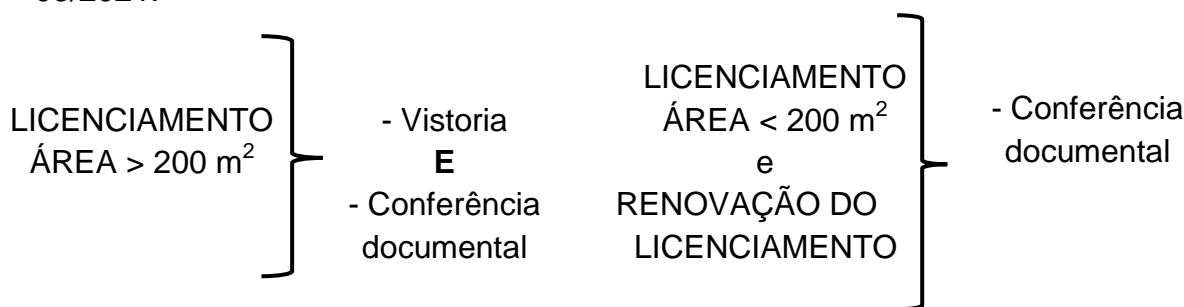 LICENCIAMENTO
ÁREA > 200 m²
- Vistoria
E
- Conferência
documental
LICENCIAMENTO
ÁREA < 200 m²
e
RENOVAÇÃO DO
LICENCIAMENTO
- Conferência
documental